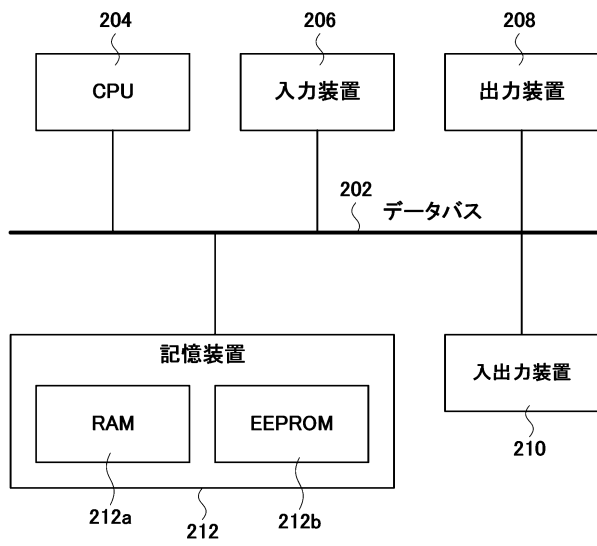 204
206
208
CPU
入力装置
出力装置
202
データバス
記憶装置
RAM
EEPROM
入出力装置
210
212a
212
212b